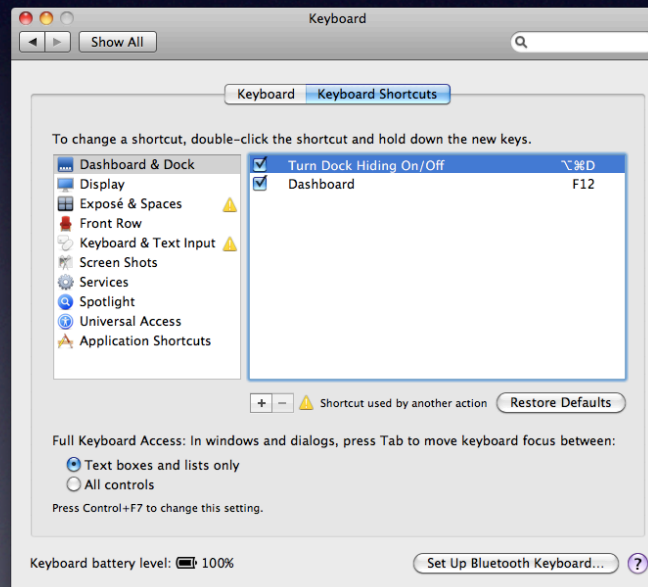 Keyboard
Show All
Keyboard Keyboard Shortcuts
To change a shortcut, double-click the shortcut and hold down the new keys.
Dashboard & Dock
Display
Exposé & Spaces
Front Row
Keyboard & Text Input
Screen Shots
Services
Spotlight
Universal Access
Application Shortcuts
Turn Dock Hiding On/Off ⌥⌘D
Dashboard F12
+ − Shortcut used by another action Restore Defaults
Full Keyboard Access: In windows and dialogs, press Tab to move keyboard focus between:
Text boxes and lists only
All controls
Press Control+F7 to change this setting.
Keyboard battery level: 100% Set Up Bluetooth Keyboard... ?